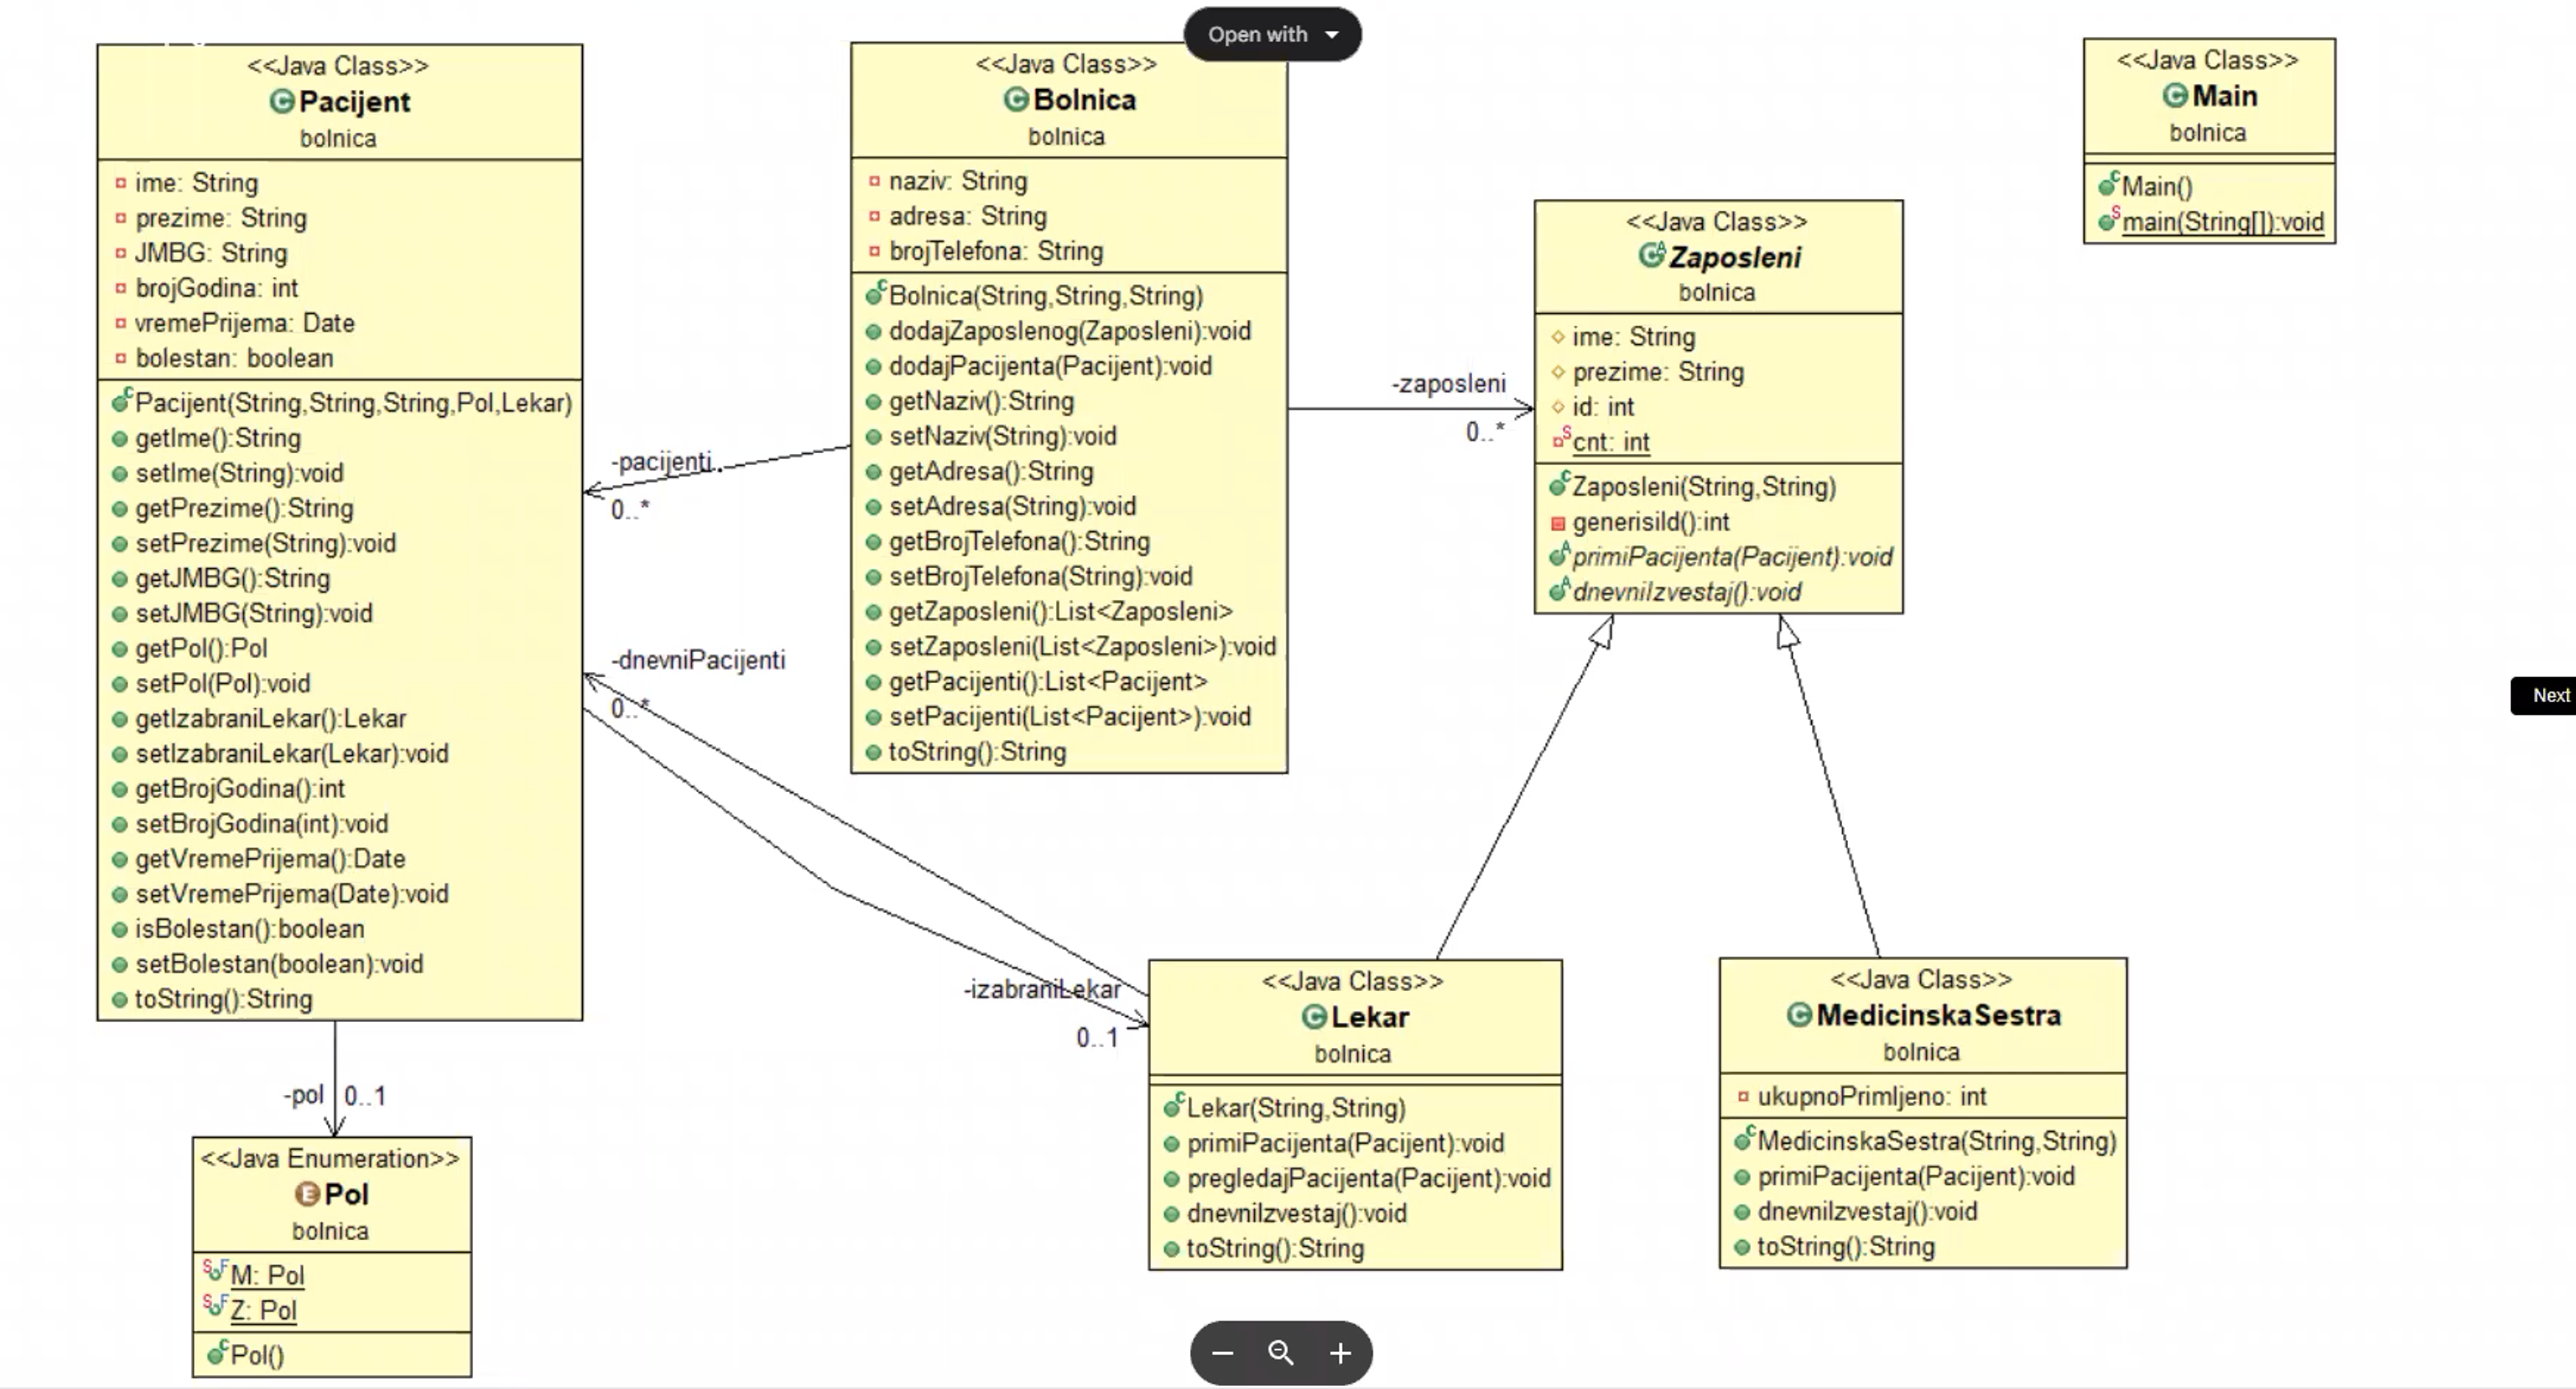 Open with
<<Java Class>>
Pacijent
bolnica
ime: String
prezime: String
JMBG: String
brojGodina: int
vremePrijema: Date
bolestan: boolean
Pacijent(String,String,String,Pol,Lekar)
getIme():String
setIme(String):void
getPrezime():String
setPrezime(String):void
getJMBG():String
setJMBG(String):void
getPol():Pol
setPol(Pol):void
getIzabraniLekar():Lekar
setIzabraniLekar(Lekar):void
getBrojGodina():int
setBrojGodina(int):void
getVremePrijema():Date
setVremePrijema(Date):void
isBolestan():boolean
setBolestan(boolean):void
toString():String
-pol 0..1
<<Java Enumeration>>
Pol
bolnica
M: Pol
Z: Pol
Pol()
-pacijenti
0..*
-dnevniPacijenti
0..*
<<Java Class>>
Bolnica
bolnica
naziv: String
adresa: String
brojTelefona: String
Bolnica(String,String,String)
dodajZaposlenog(Zaposleni):void
dodajPacijenta(Pacijent):void
getNaziv():String
setNaziv(String):void
getAdresa():String
setAdresa(String):void
getBrojTelefona():String
setBrojTelefona(String):void
getZaposleni():List<Zaposleni>
setZaposleni(List<Zaposleni>):void
getPacijenti():List<Pacijent>
setPacijenti(List<Pacijent>):void
toString():String
-zaposleni
0..*
<<Java Class>>
Zaposleni
bolnica
ime: String
prezime: String
id: int
cnt: int
Zaposleni(String,String)
generisiId():int
primiPacijenta(Pacijent):void
dnevniIzvestaj():void
<<Java Class>>
Main
bolnica
Main()
main(String[]):void
Next
-izabraniLekar
0..1
<<Java Class>>
Lekar
bolnica
Lekar(String,String)
primiPacijenta(Pacijent):void
pregledajPacijenta(Pacijent):void
dnevniIzvestaj():void
toString():String
<<Java Class>>
MedicinskaSestra
bolnica
ukupnoPrimljeno: int
MedicinskaSestra(String,String)
primiPacijenta(Pacijent):void
dnevniIzvestaj():void
toString():String